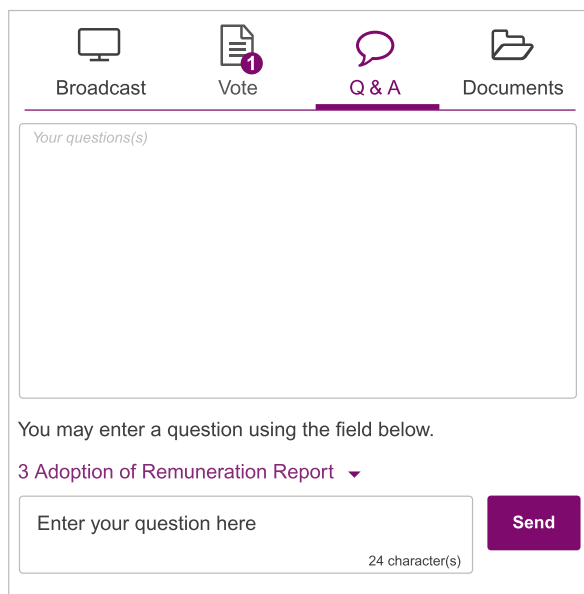 1
Broadcast Vote Q & A Documents
Your questions(s)
You may enter a question using the field below.
3 Adoption of Remuneration Report
Enter your question here
Send
24 character(s)